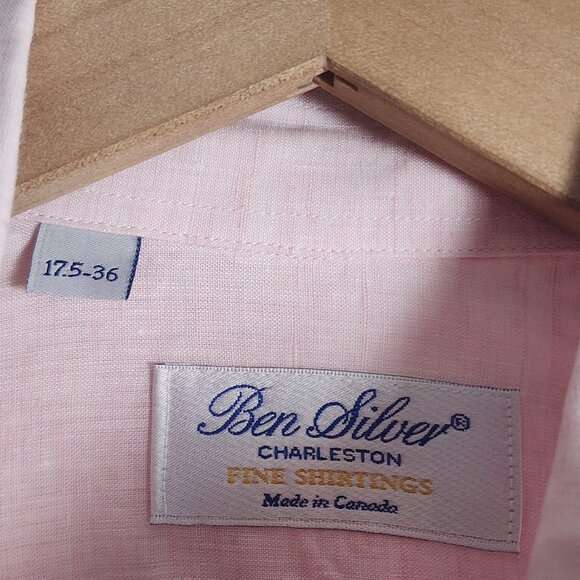 17.5-36
Ben Silver®
CHARLESTON
FINE SHIRTINGS
Made in Canada